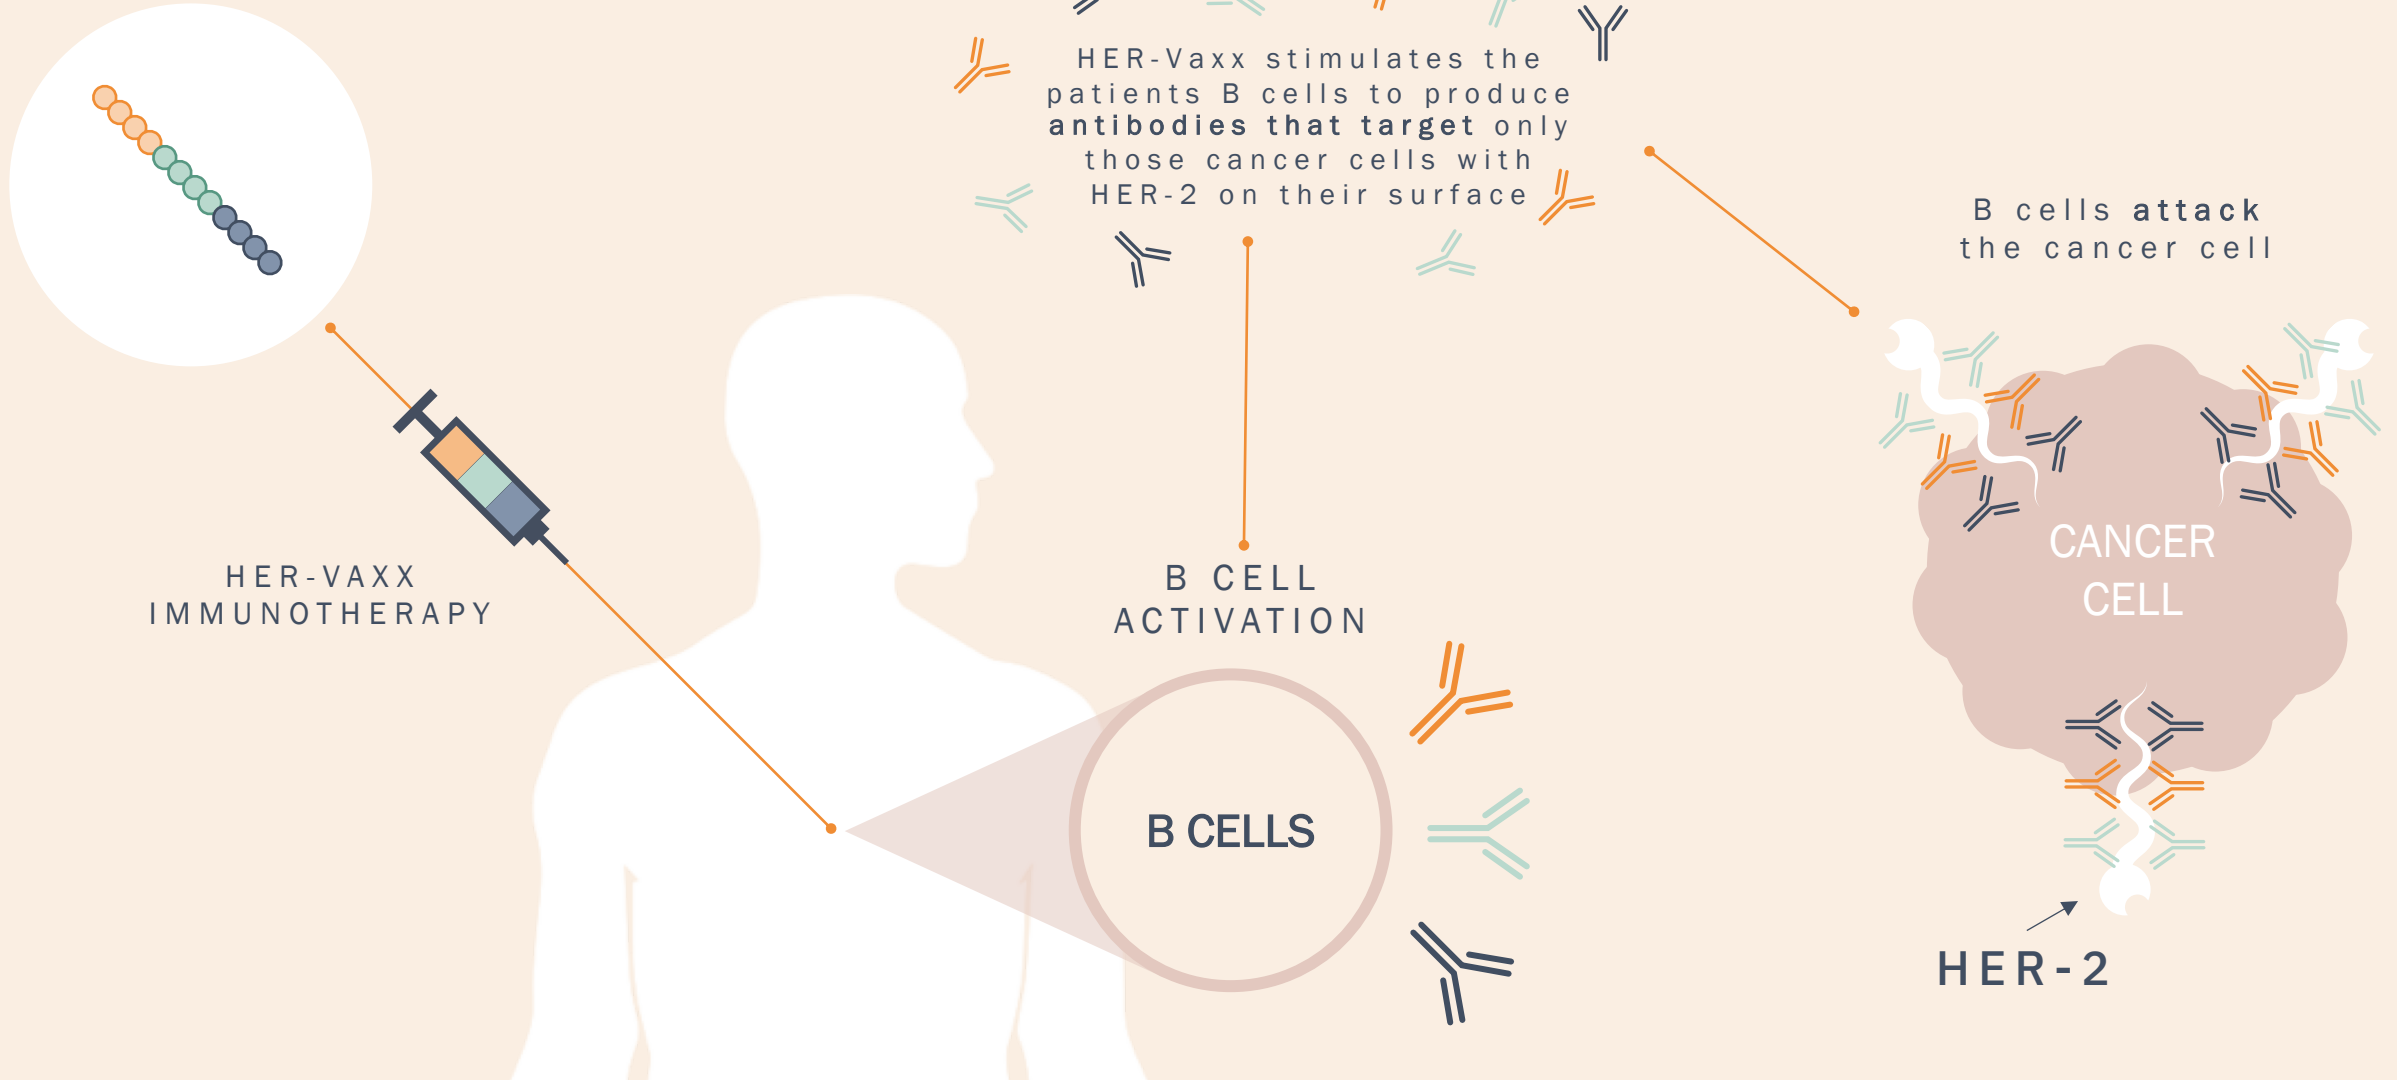 HER-Vaxx stimulates the
patients B cells to produce
antibodies that target only
those cancer cells with
HER-2 on their surface
B cells attack
the cancer cell
HER-VAXX
IMMUNOTHERAPY
B CELL
ACTIVATION
B CELLS
CANCER
CELL
HER-2